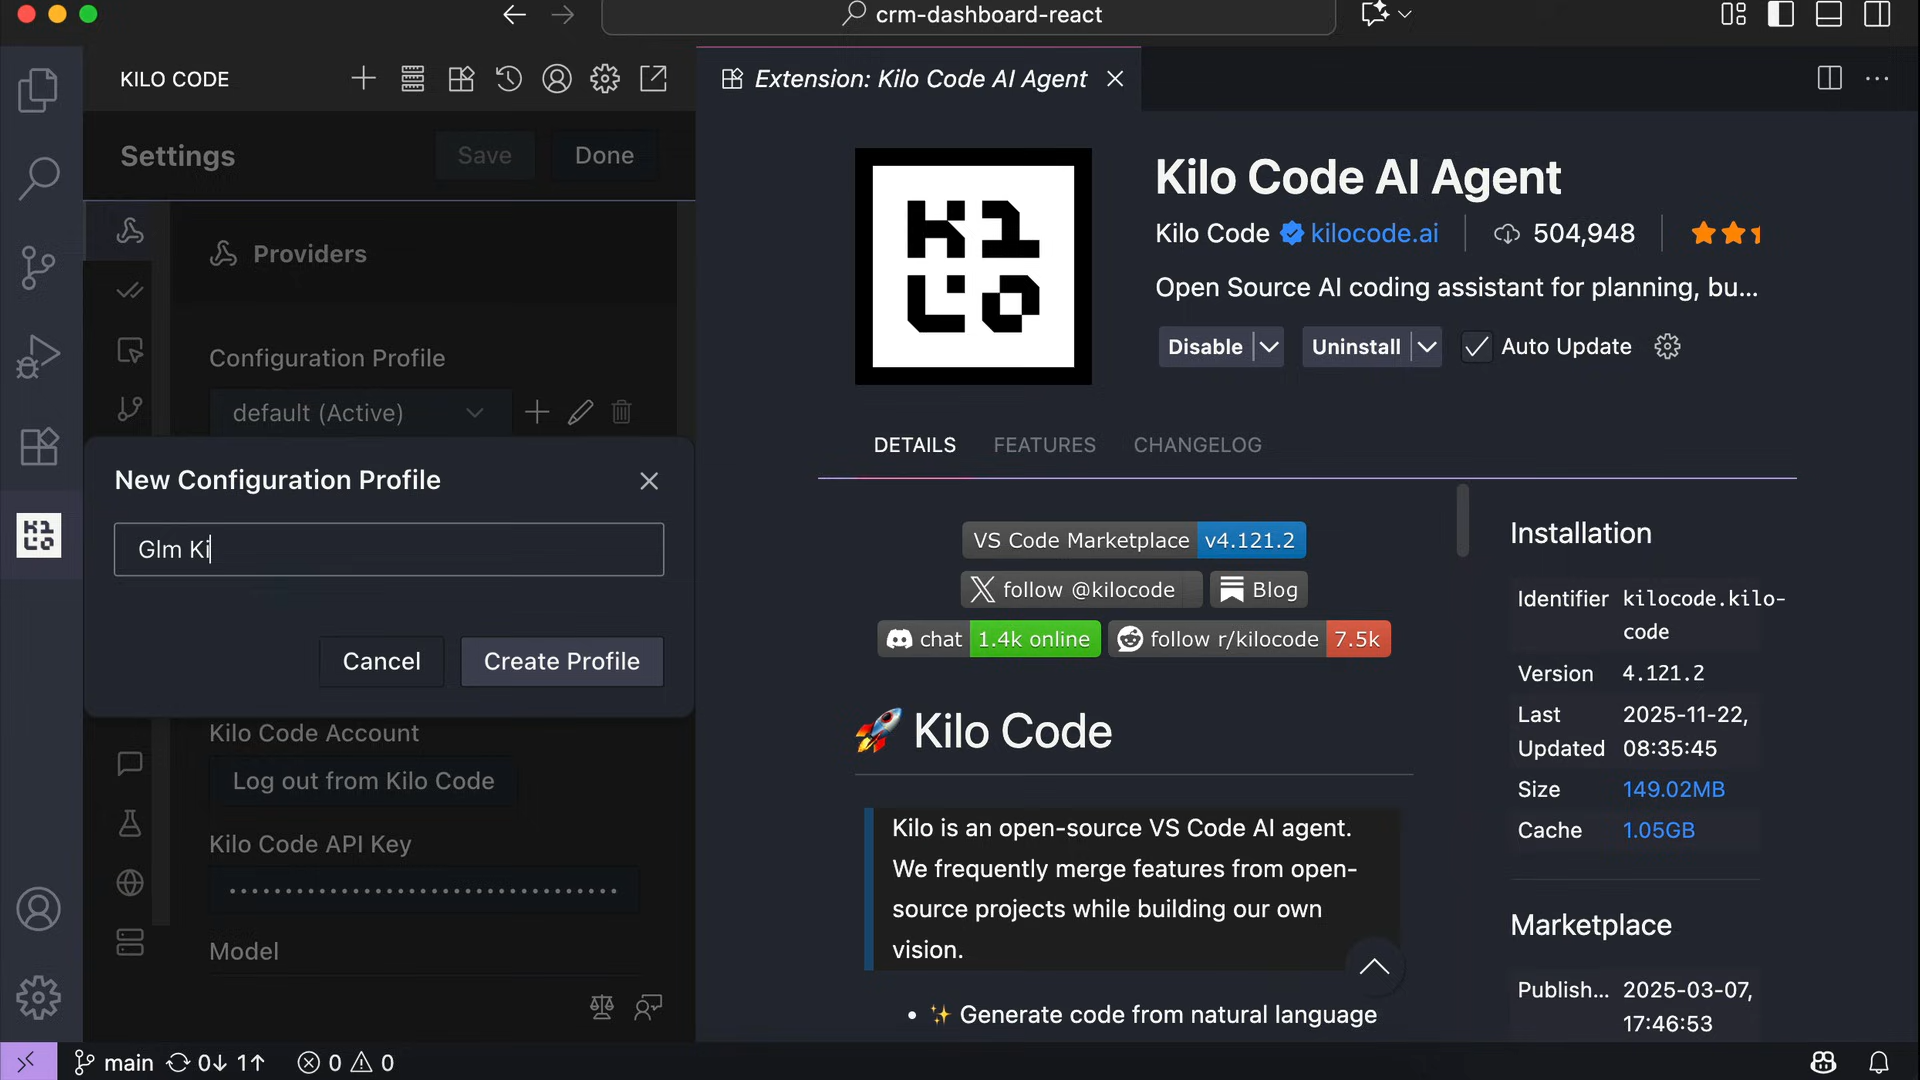 crm-dashboard-react
KILO CODE
Extension: Kilo Code AI Agent
Settings
Save
Done
Providers
Configuration Profile
default (Active)
New Configuration Profile
Glm Ki
Cancel
Create Profile
Kilo Code Account
Log out from Kilo Code
Kilo Code API Key
Model
Kilo Code AI Agent
Kilo Code kilocode.ai 504,948
Open Source AI coding assistant for planning, bu...
Disable
Uninstall
Auto Update
DETAILS
FEATURES
CHANGELOG
VS Code Marketplace v4.121.2
follow @kilocode
Blog
chat 1.4k online
follow r/kilocode 7.5k
🚀 Kilo Code
Kilo is an open-source VS Code AI agent.
We frequently merge features from open-
source projects while building our own
vision.
• ✨ Generate code from natural language
Installation
Identifier kilocode.kilo-
code
Version 4.121.2
Last 2025-11-22,
Updated 08:35:45
Size 149.02MB
Cache 1.05GB
Marketplace
Publish... 2025-03-07,
17:46:53
main 0↓ 1↑ 0 0